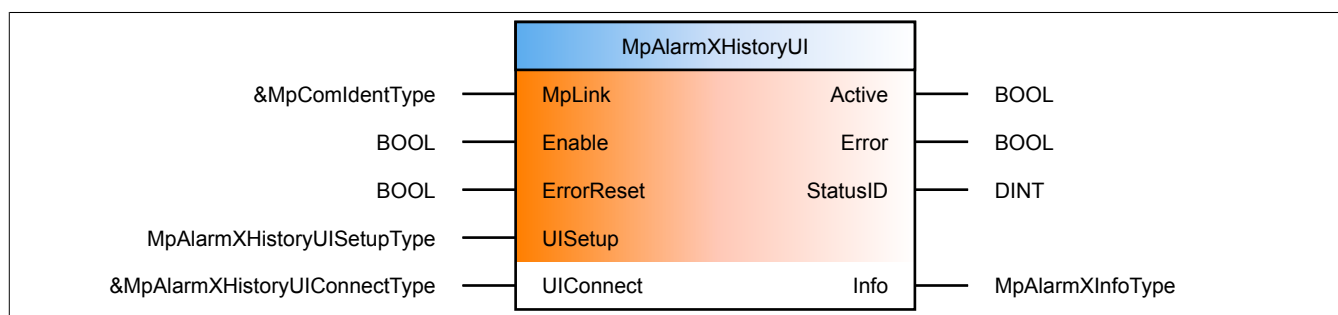 MpAlarmXHistoryUI
&MpComIdentType MpLink Active BOOL
BOOL Enable Error BOOL
BOOL ErrorReset StatusID DINT
MpAlarmXHistoryUISetupType UISetup
&MpAlarmXHistoryUIConnectType UIConnect Info MpAlarmXInfoType